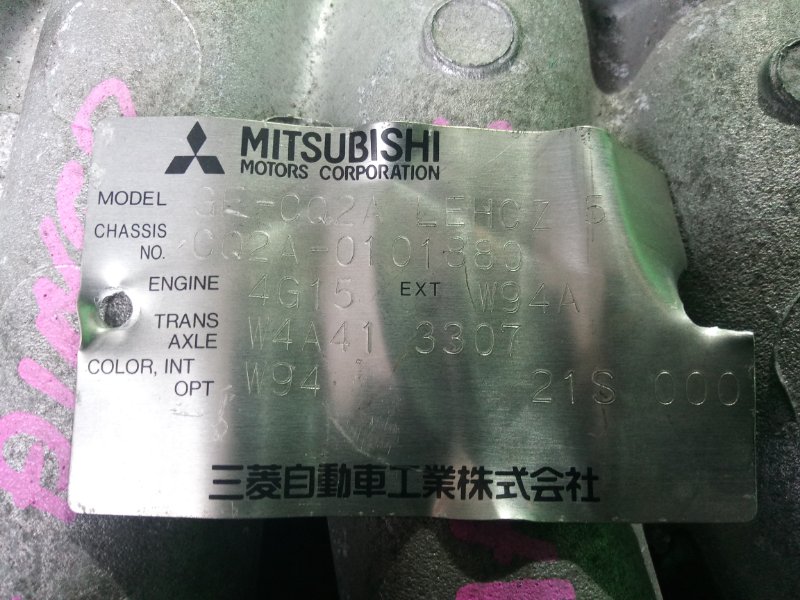 MITSUBISHI
MOTORS CORPORATION
MODEL GF-CQ2A LEHCZ 5
CHASSIS NO. CQ2A-0101389
ENGINE 4G15 EXT W94A
TRANS AXLE W4A41 3307
COLOR, INT OPT W94 21S 000
三菱自動車工業株式会社